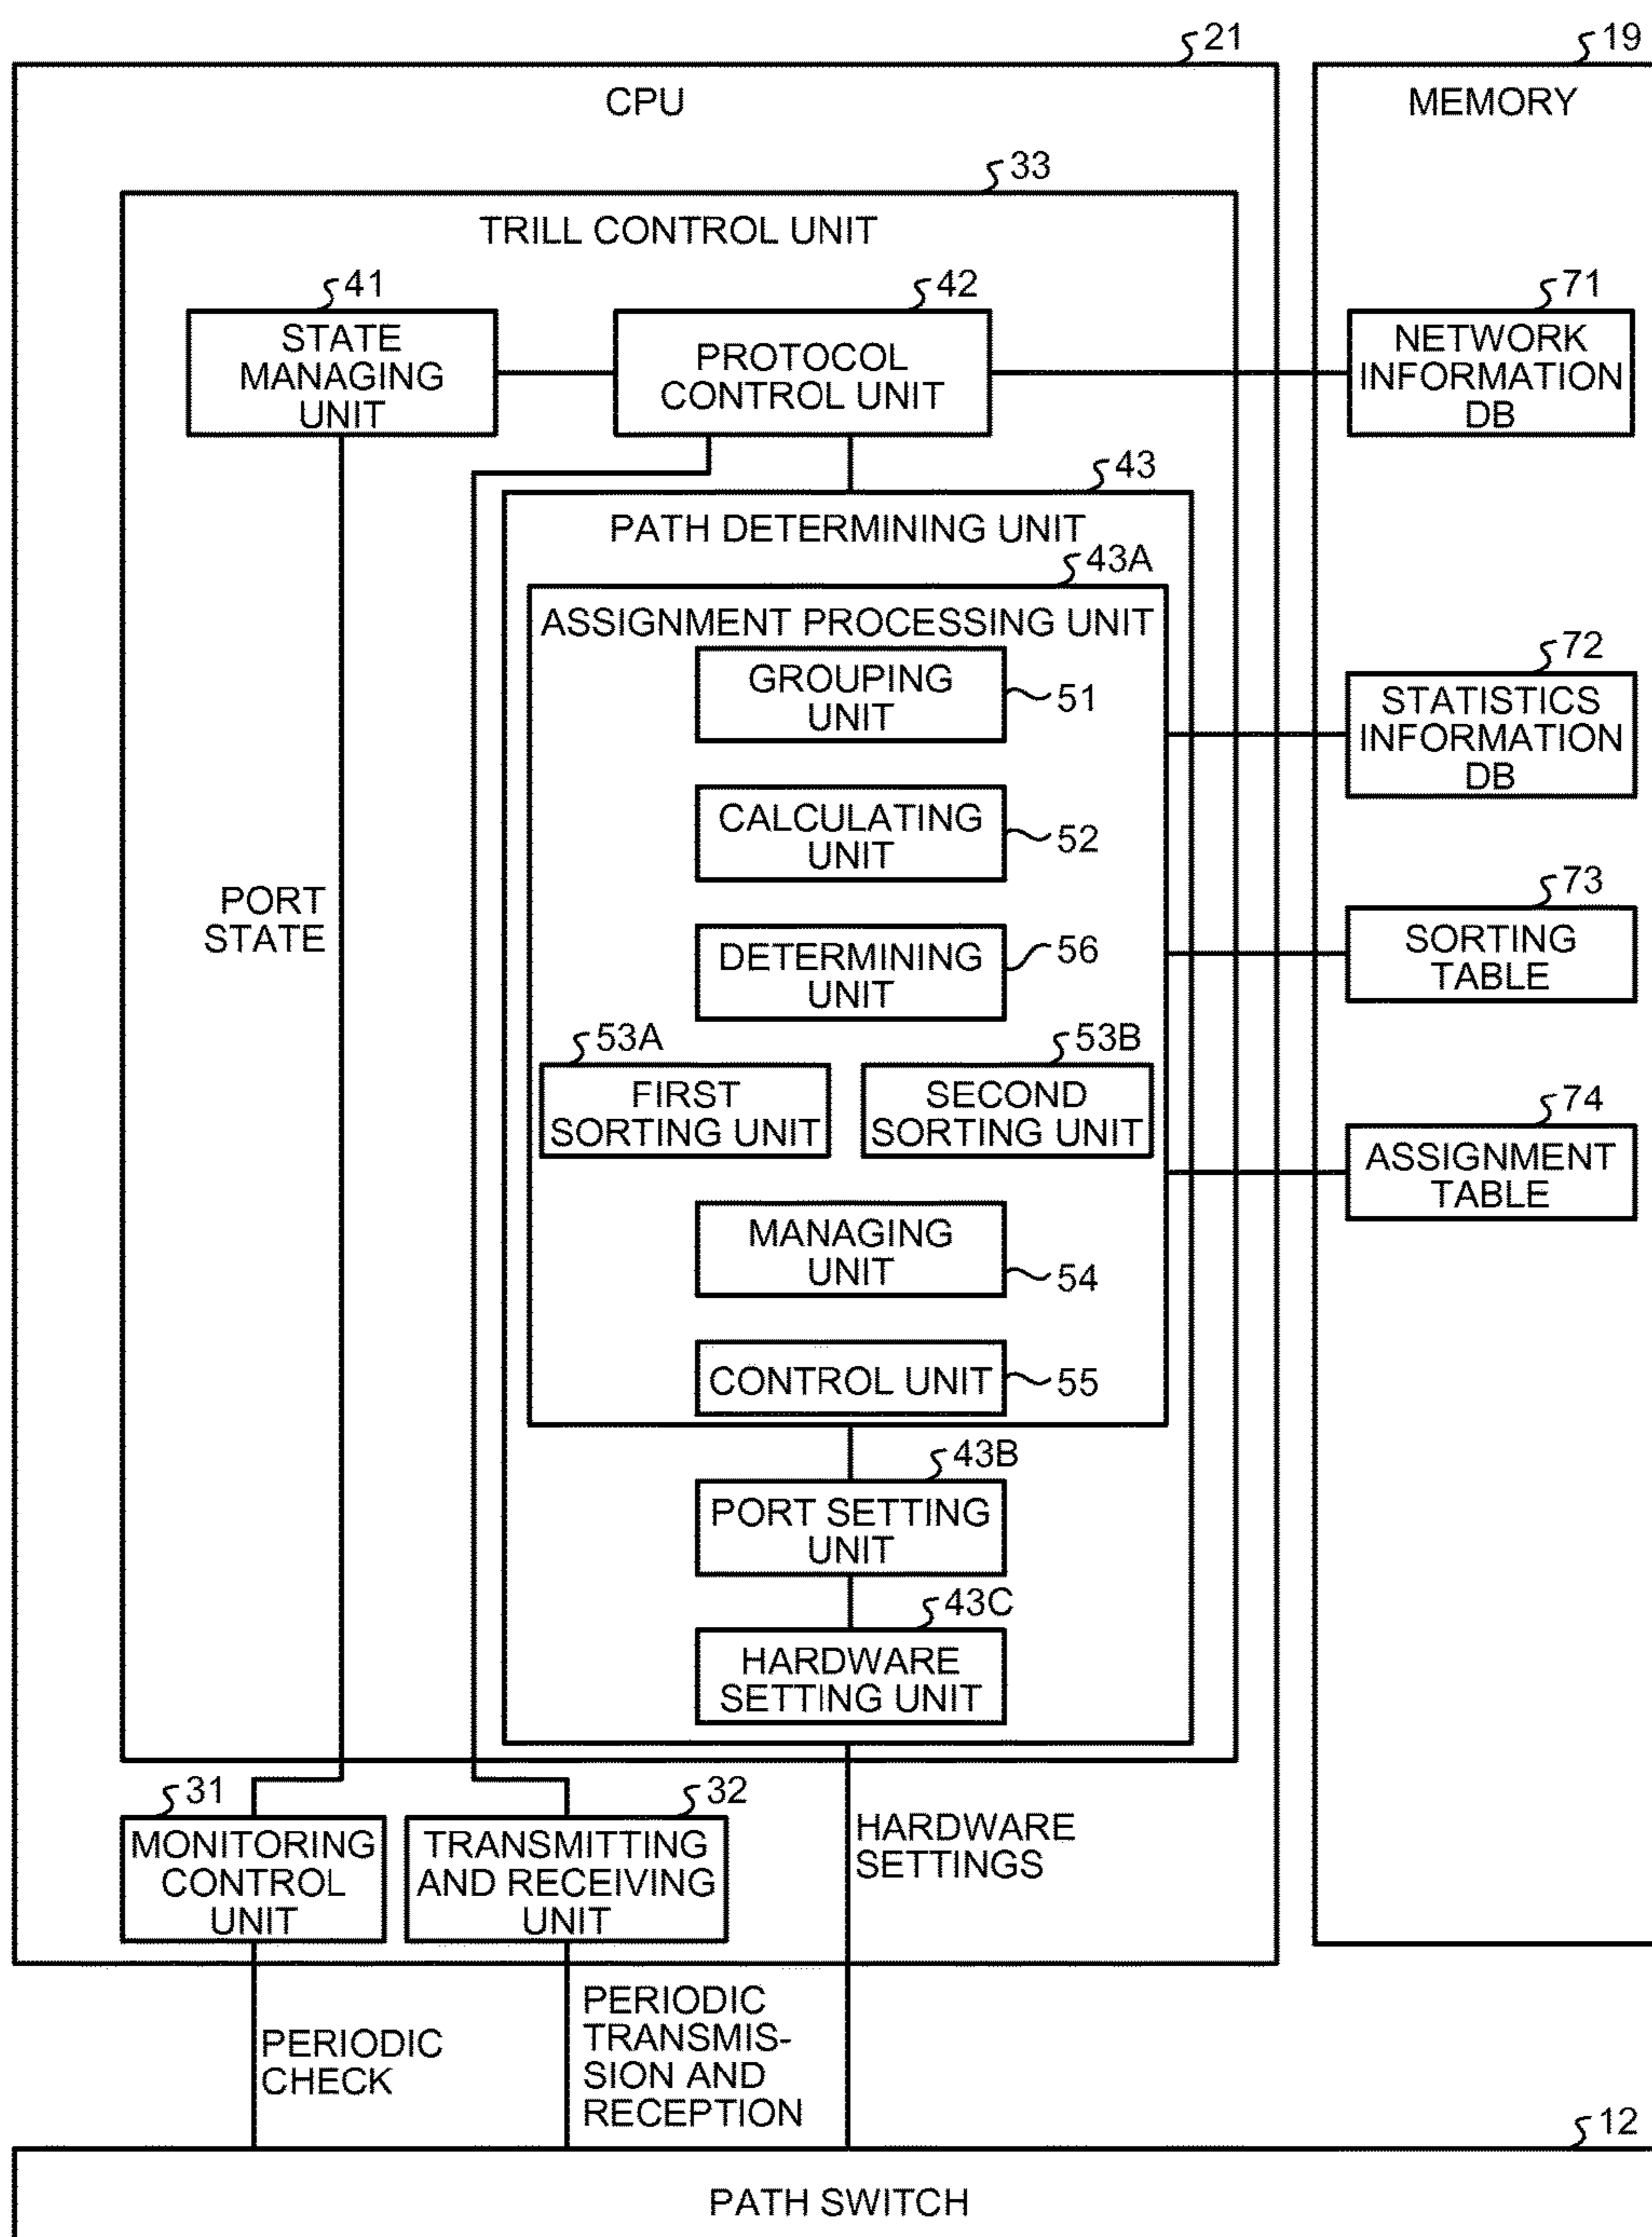 21
19
CPU
MEMORY
33
TRILL CONTROL UNIT
41
42
71
STATE
MANAGING
UNIT
PROTOCOL
CONTROL UNIT
NETWORK
INFORMATION
DB
43
PATH DETERMINING UNIT
43A
ASSIGNMENT PROCESSING UNIT
GROUPING
UNIT
51
72
STATISTICS
INFORMATION
DB
CALCULATING
UNIT
52
PORT
STATE
73
SORTING
TABLE
DETERMINING
UNIT
56
53A
53B
FIRST
SORTING UNIT
SECOND
SORTING UNIT
74
ASSIGNMENT
TABLE
MANAGING
UNIT
54
CONTROL UNIT
55
43B
PORT SETTING
UNIT
43C
HARDWARE
SETTING UNIT
31
32
MONITORING
CONTROL
UNIT
TRANSMITTING
AND RECEIVING
UNIT
HARDWARE
SETTINGS
PERIODIC
CHECK
PERIODIC
TRANSMIS-
SION AND
RECEPTION
12
PATH SWITCH